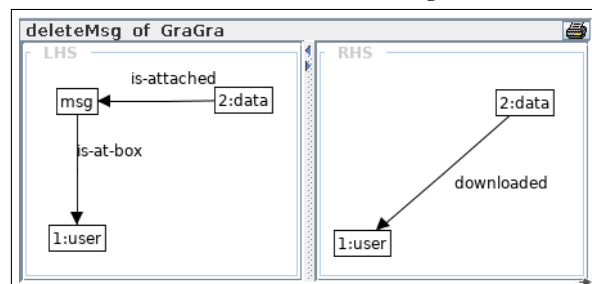 deleteMsg of GraGra
LHS
is-attached
msg
2:data
is-at-box
1:user
RHS
2:data
downloaded
1:user